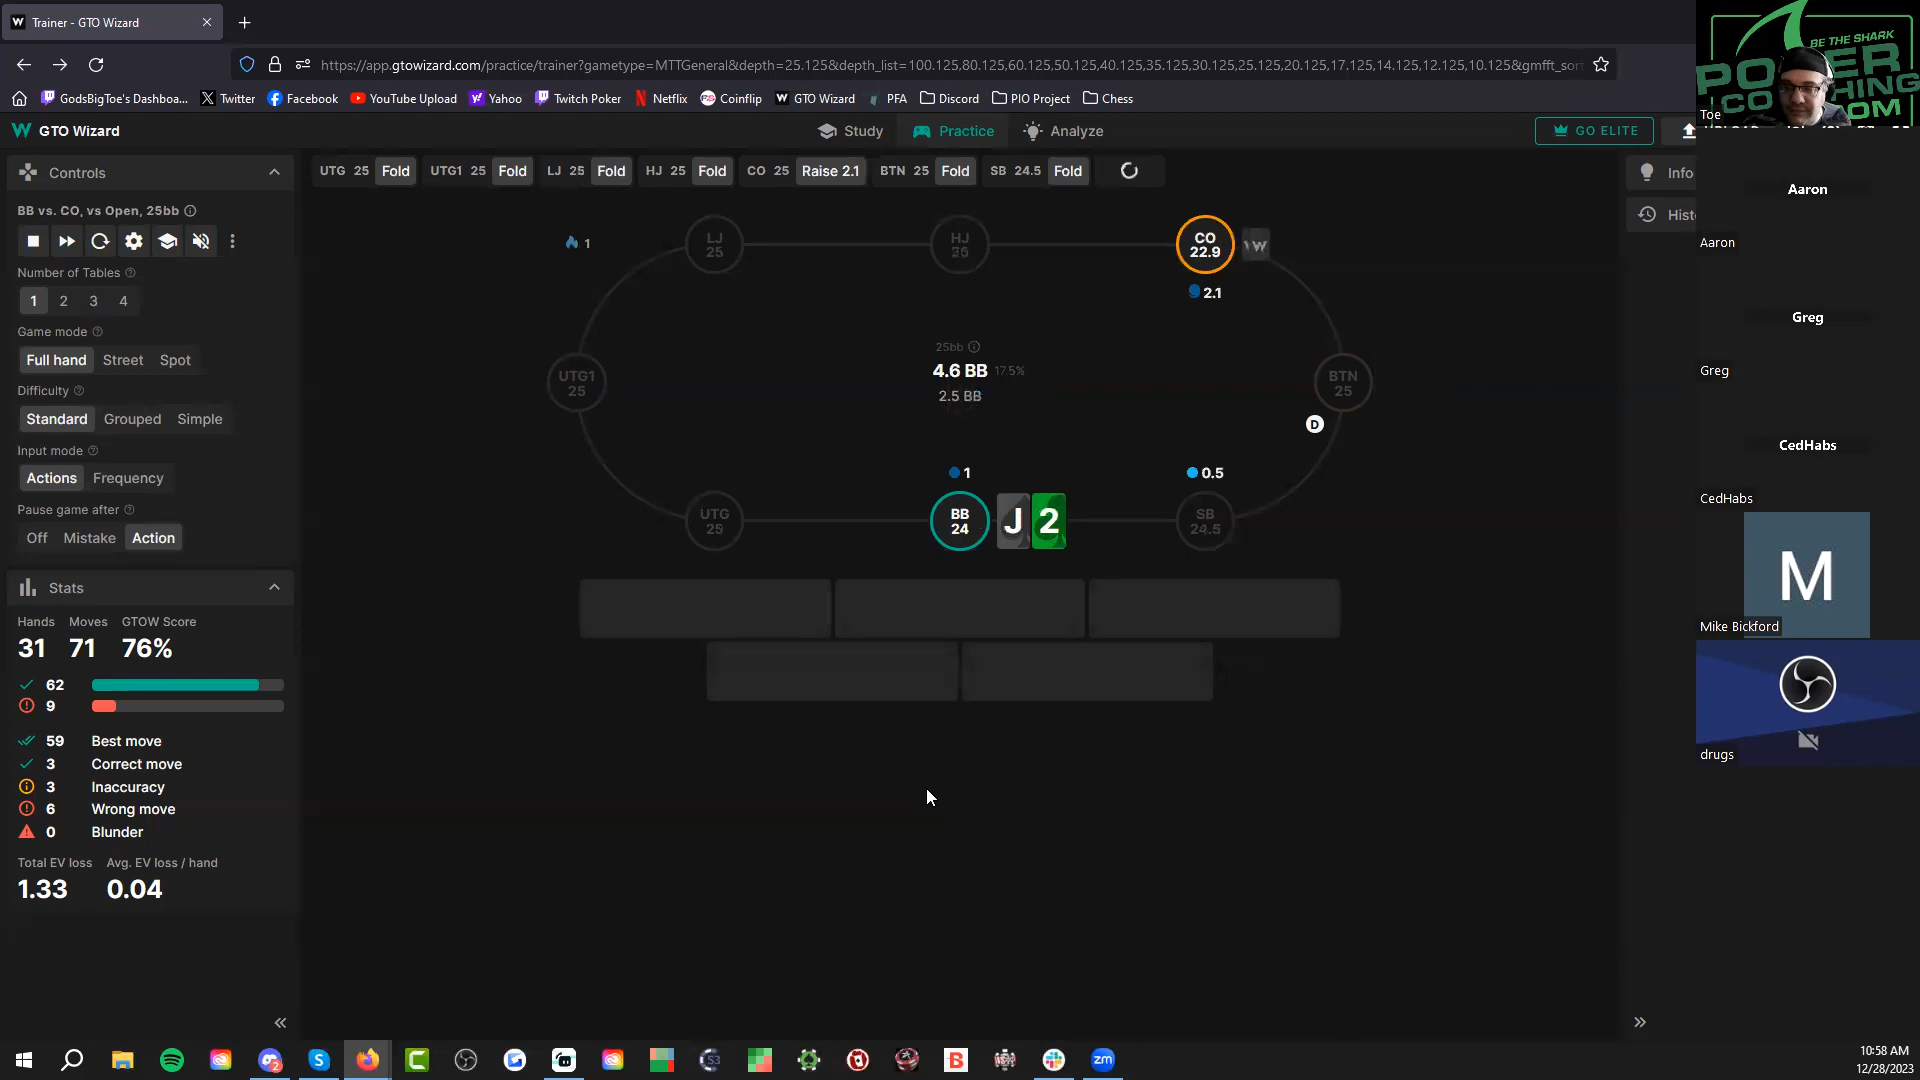 Trainer - GTO Wizard
https://app.gtowizard.com/practice/trainer?gametype=MTTGeneral&depth=25.125&depth_list=100.125,80.125,60.125,50.125,40.125,35.125,30.125,25.125,20.125,17.125,14.125,12.125,10.125&gmfft_sort
GodsBigToe's Dashboa... Twitter Facebook YouTube Upload Yahoo Twitch Poker Netflix Coinflip GTO Wizard PFA Discord PIO Project Chess
GTO Wizard
Study Practice Analyze
GO ELITE
Controls
UTG 25 Fold UTG1 25 Fold LJ 25 Fold HJ 25 Fold CO 25 Raise 2.1 BTN 25 Fold SB 24.5 Fold
Info
BB vs. CO, vs Open, 25bb
Number of Tables
1 2 3 4
Game mode
Full hand Street Spot
Difficulty
Standard Grouped Simple
Input mode
Actions Frequency
Pause game after
Off Mistake Action
1
LJ
25
HJ
CO
22.9
W
2.1
UTG1
25
25bb
4.6 BB 17.5%
2.5 BB
BTN
25
D
1
0.5
UTG
25
BB
24
J 2
SB
24.5
Stats
Hands Moves GTOW Score
31 71 76%
62
9
59 Best move
3 Correct move
3 Inaccuracy
6 Wrong move
0 Blunder
Total EV loss Avg. EV loss / hand
1.33 0.04
BE THE SHARK
Toe
Aaron
Aaron
Greg
Greg
CedHabs
CedHabs
M
Mike Bickford
drugs
10:58 AM
12/28/2023